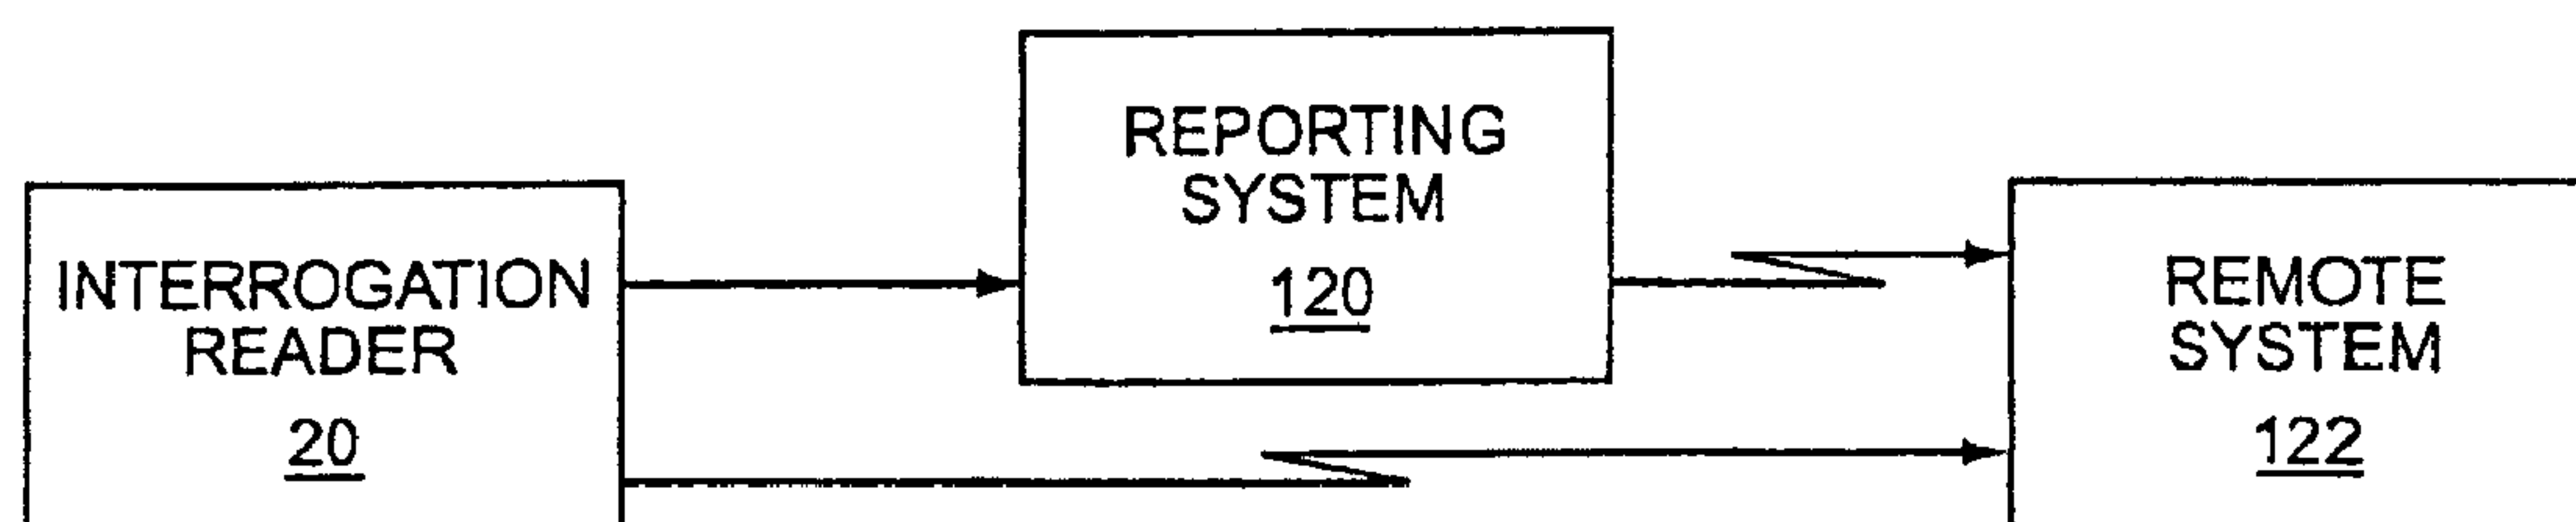 INTERROGATION
READER
20
REPORTING
SYSTEM
120
REMOTE
SYSTEM
122